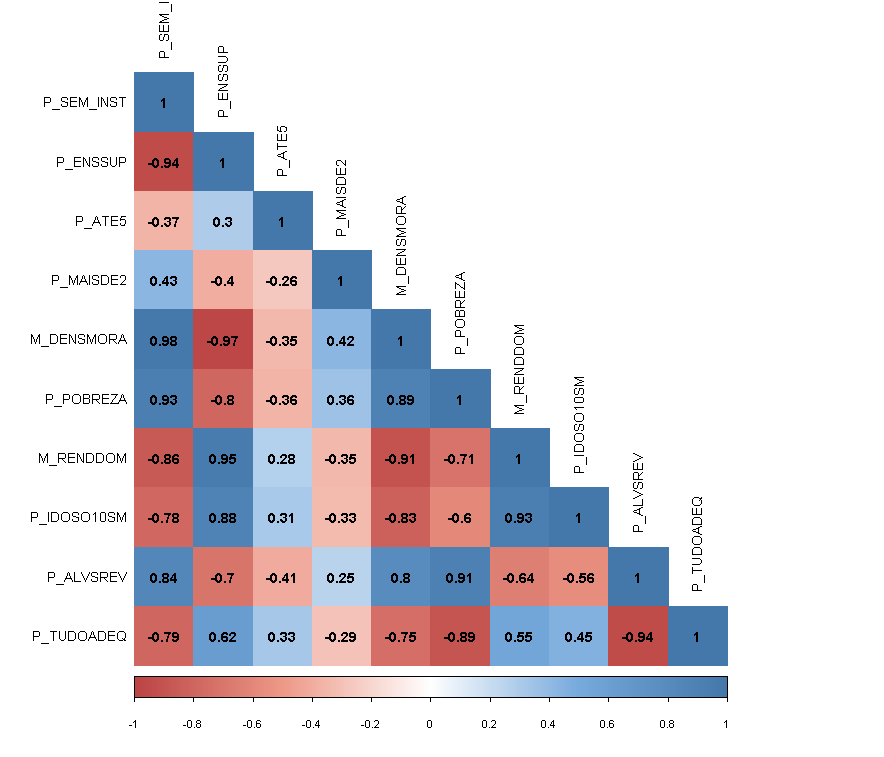 P_SEM_I
P_ENSSUP
P_ATE5
P_MAISDE2
M_DENSMORA
P_POBREZA
M_RENDDOM
P_IDOSO10SM
P_ALVSREV
P_TUDOADEQ
P_SEM_INST 1
P_ENSSUP -0.94 1
P_ATE5 -0.37 0.3 1
P_MAISDE2 0.43 -0.4 -0.26 1
M_DENSMORA 0.98 -0.97 -0.35 0.42 1
P_POBREZA 0.93 -0.8 -0.36 0.36 0.89 1
M_RENDDOM -0.86 0.95 0.28 -0.35 -0.91 -0.71 1
P_IDOSO10SM -0.78 0.88 0.31 -0.33 -0.83 -0.6 0.93 1
P_ALVSREV 0.84 -0.7 -0.41 0.25 0.8 0.91 -0.64 -0.56 1
P_TUDOADEQ -0.79 0.62 0.33 -0.29 -0.75 -0.89 0.55 0.45 -0.94 1
-1 -0.8 -0.6 -0.4 -0.2 0 0.2 0.4 0.6 0.8 1